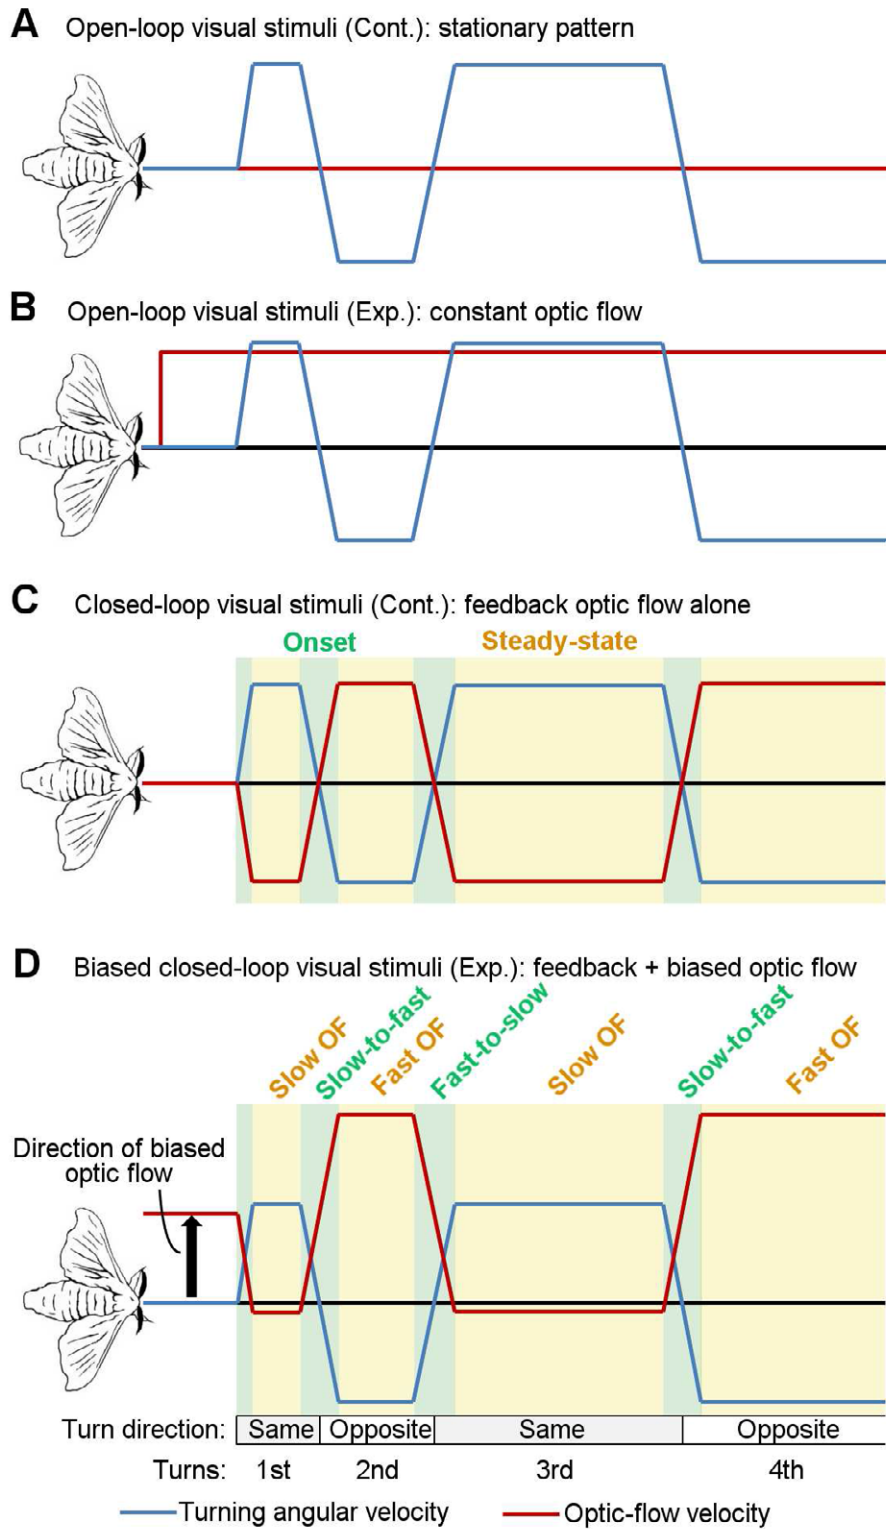 A Open-loop visual stimuli (Cont.): stationary pattern
B Open-loop visual stimuli (Exp.): constant optic flow
C Closed-loop visual stimuli (Cont.): feedback optic flow alone
Onset Steady-state
D Biased closed-loop visual stimuli (Exp.): feedback + biased optic flow
Slow OF
Slow-to-fast
Fast OF
Fast-to-slow
Slow OF
Slow-to-fast
Fast OF
Direction of biased
optic flow
Turn direction: Same Opposite Same Opposite
Turns: 1st 2nd 3rd 4th
Turning angular velocity Optic-flow velocity